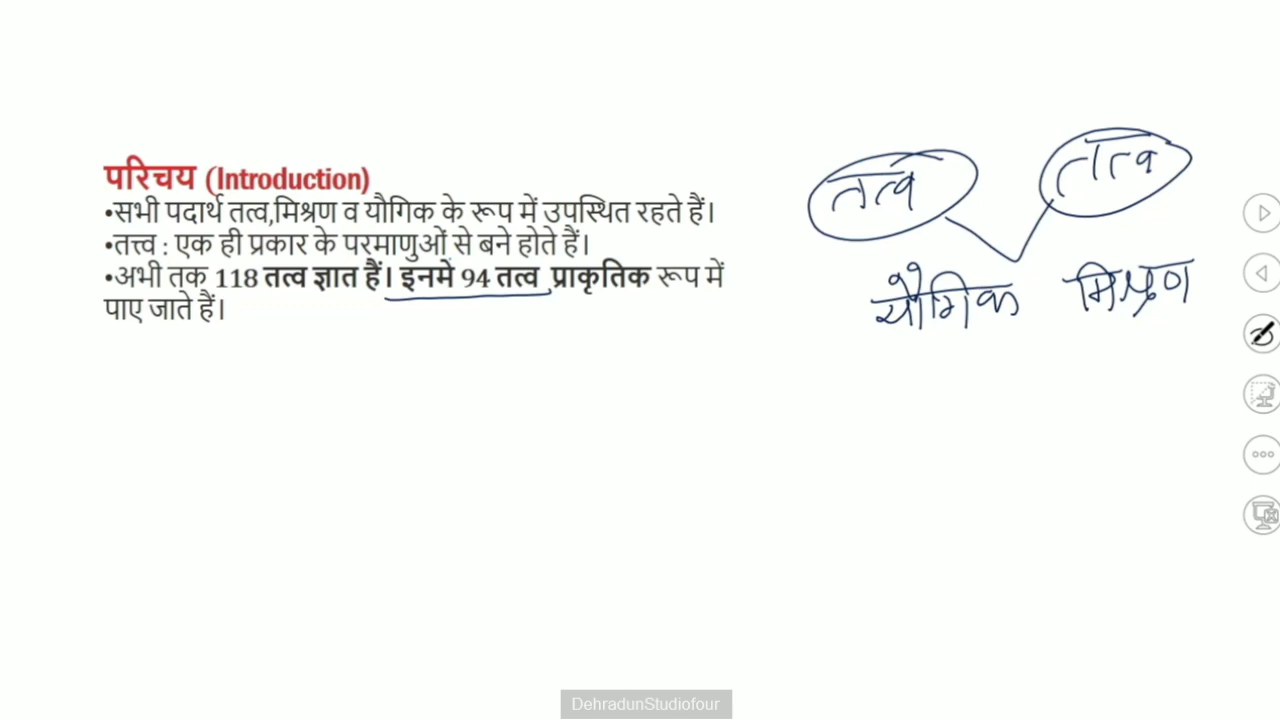 परिचय (Introduction)
•सभी पदार्थ तत्व,मिश्रण व यौगिक के रूप में उपस्थित रहते हैं।
•तत्त्व : एक ही प्रकार के परमाणुओं से बने होते हैं।
•अभी तक 118 तत्व ज्ञात हैं। इनमे 94 तत्व प्राकृतिक रूप में
पाए जाते हैं।
तत्व तत्व
यौगिक मिश्रण
DehradunStudiofour